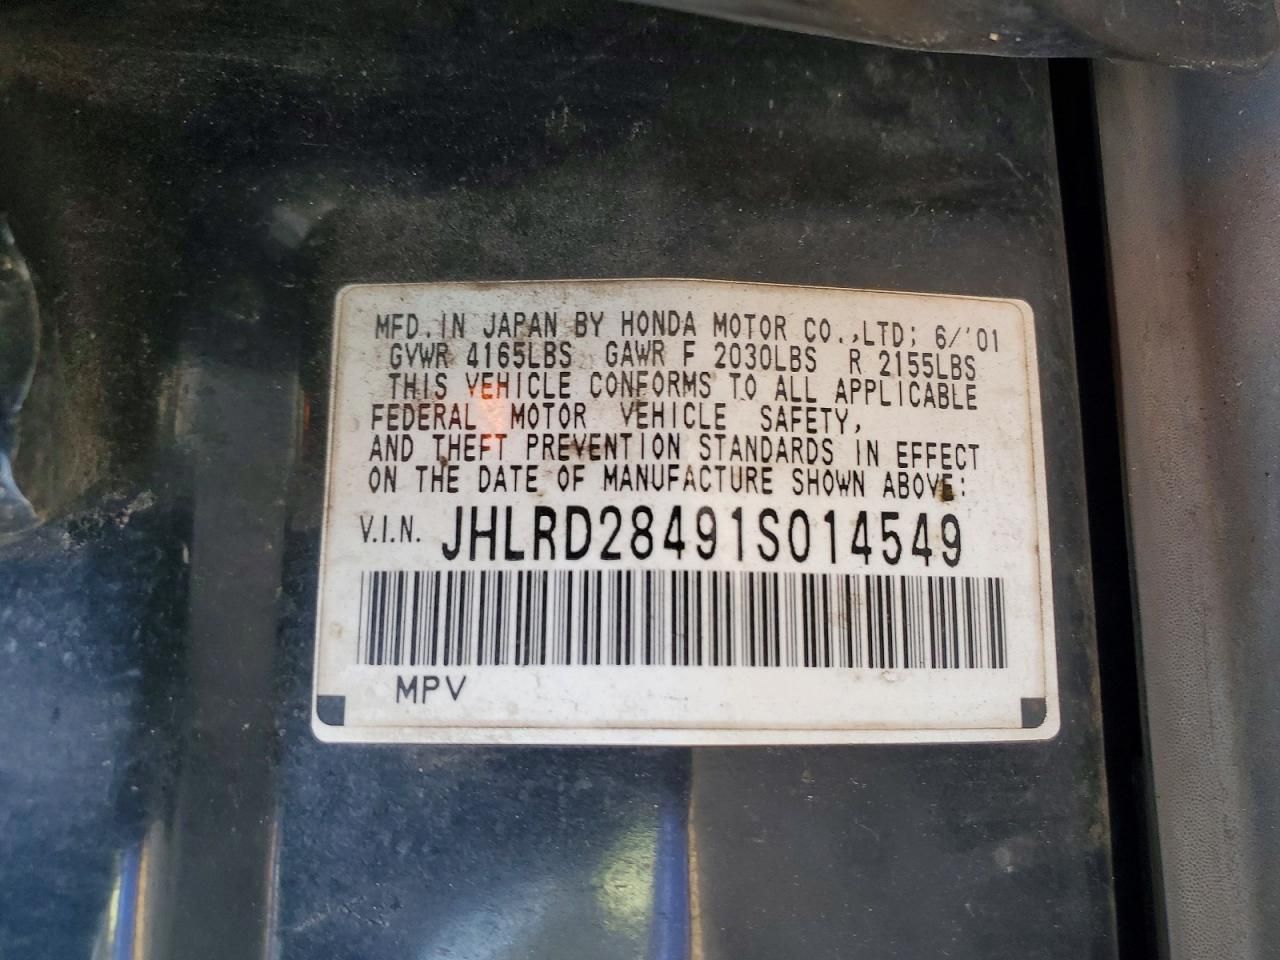 MFD. IN JAPAN BY HONDA MOTOR CO.,LTD; 6/'01
GVWR 4165LBS GAWR F 2030LBS R 2155LBS
THIS VEHICLE CONFORMS TO ALL APPLICABLE
FEDERAL MOTOR VEHICLE SAFETY,
AND THEFT PREVENTION STANDARDS IN EFFECT
ON THE DATE OF MANUFACTURE SHOWN ABOVE:
V.I.N. JHLRD28491S014549
MPV